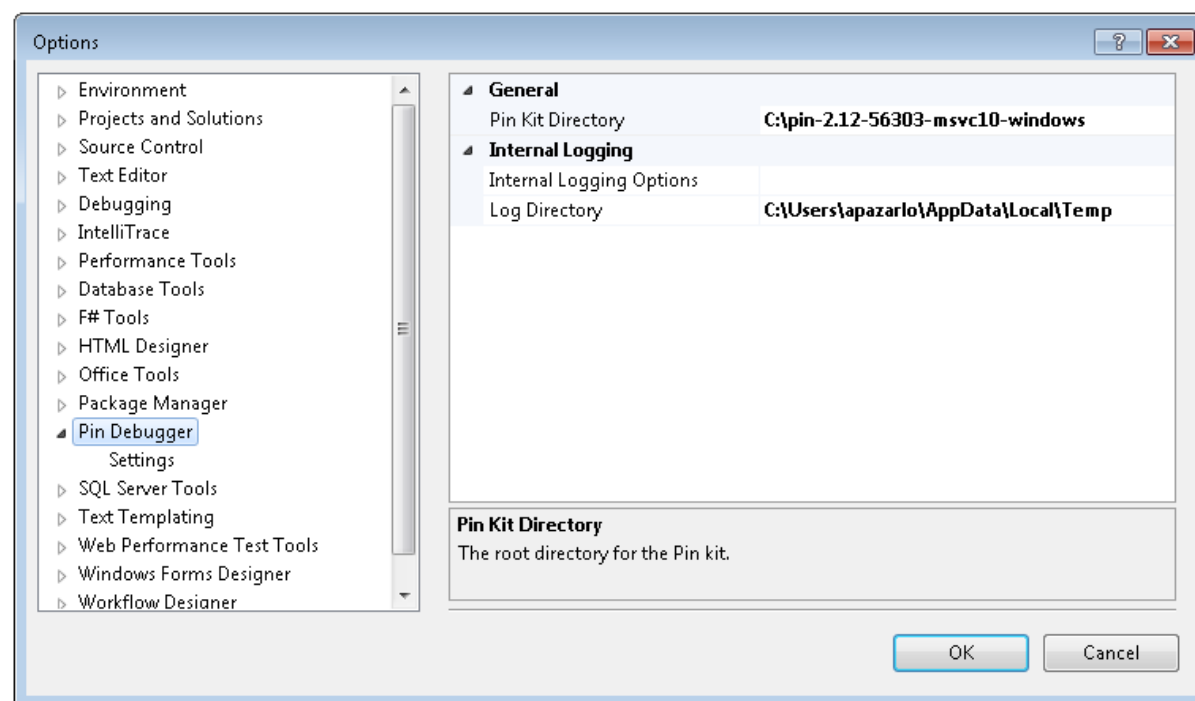 Options
Environment
Projects and Solutions
Source Control
Text Editor
Debugging
IntelliTrace
Performance Tools
Database Tools
F# Tools
HTML Designer
Office Tools
Package Manager
Pin Debugger
Settings
SQL Server Tools
Text Templating
Web Performance Test Tools
Windows Forms Designer
Workflow Designer
General
Pin Kit Directory C:\pin-2.12-56303-msvc10-windows
Internal Logging
Internal Logging Options
Log Directory C:\Users\apazarlo\AppData\Local\Temp
Pin Kit Directory
The root directory for the Pin kit.
OK Cancel